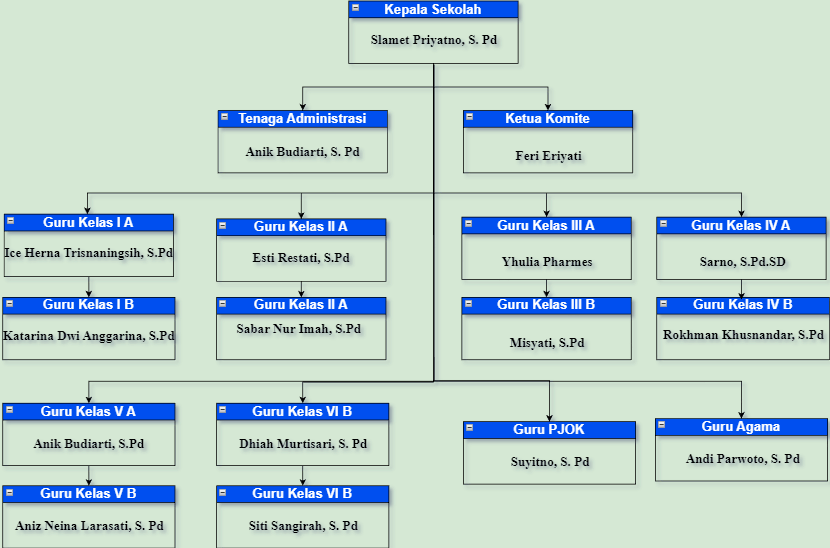 Kepala Sekolah
Slamet Priyatno, S. Pd
Tenaga Administrasi
Anik Budiarti, S. Pd
Ketua Komite
Feri Eriyati
Guru Kelas I A
Ice Herna Trisnaningsih, S.Pd
Guru Kelas II A
Esti Restati, S.Pd
Guru Kelas III A
Yhulia Pharmes
Guru Kelas IV A
Sarno, S.Pd.SD
Guru Kelas I B
Katarina Dwi Anggarina, S.Pd
Guru Kelas II A
Sabar Nur Imah, S.Pd
Guru Kelas III B
Misyati, S.Pd
Guru Kelas IV B
Rokhman Khusnandar, S.Pd
Guru Kelas V A
Anik Budiarti, S.Pd
Guru Kelas VI B
Dhiah Murtisari, S. Pd
Guru PJOK
Suyitno, S. Pd
Guru Agama
Andi Parwoto, S. Pd
Guru Kelas V B
Aniz Neina Larasati, S. Pd
Guru Kelas VI B
Siti Sangirah, S. Pd